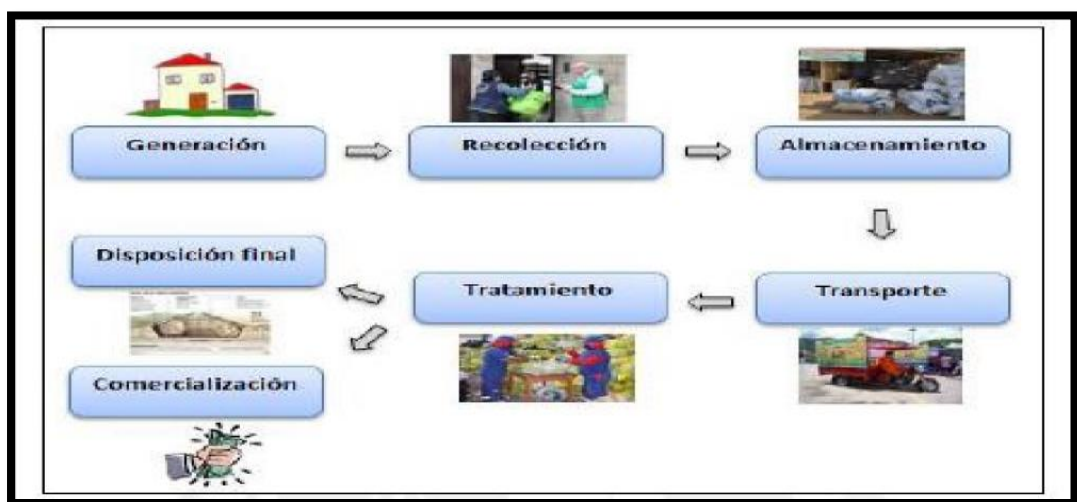 Generación
Recolección
Almacenamiento
Transporte
Tratamiento
Disposición final
Comercialización